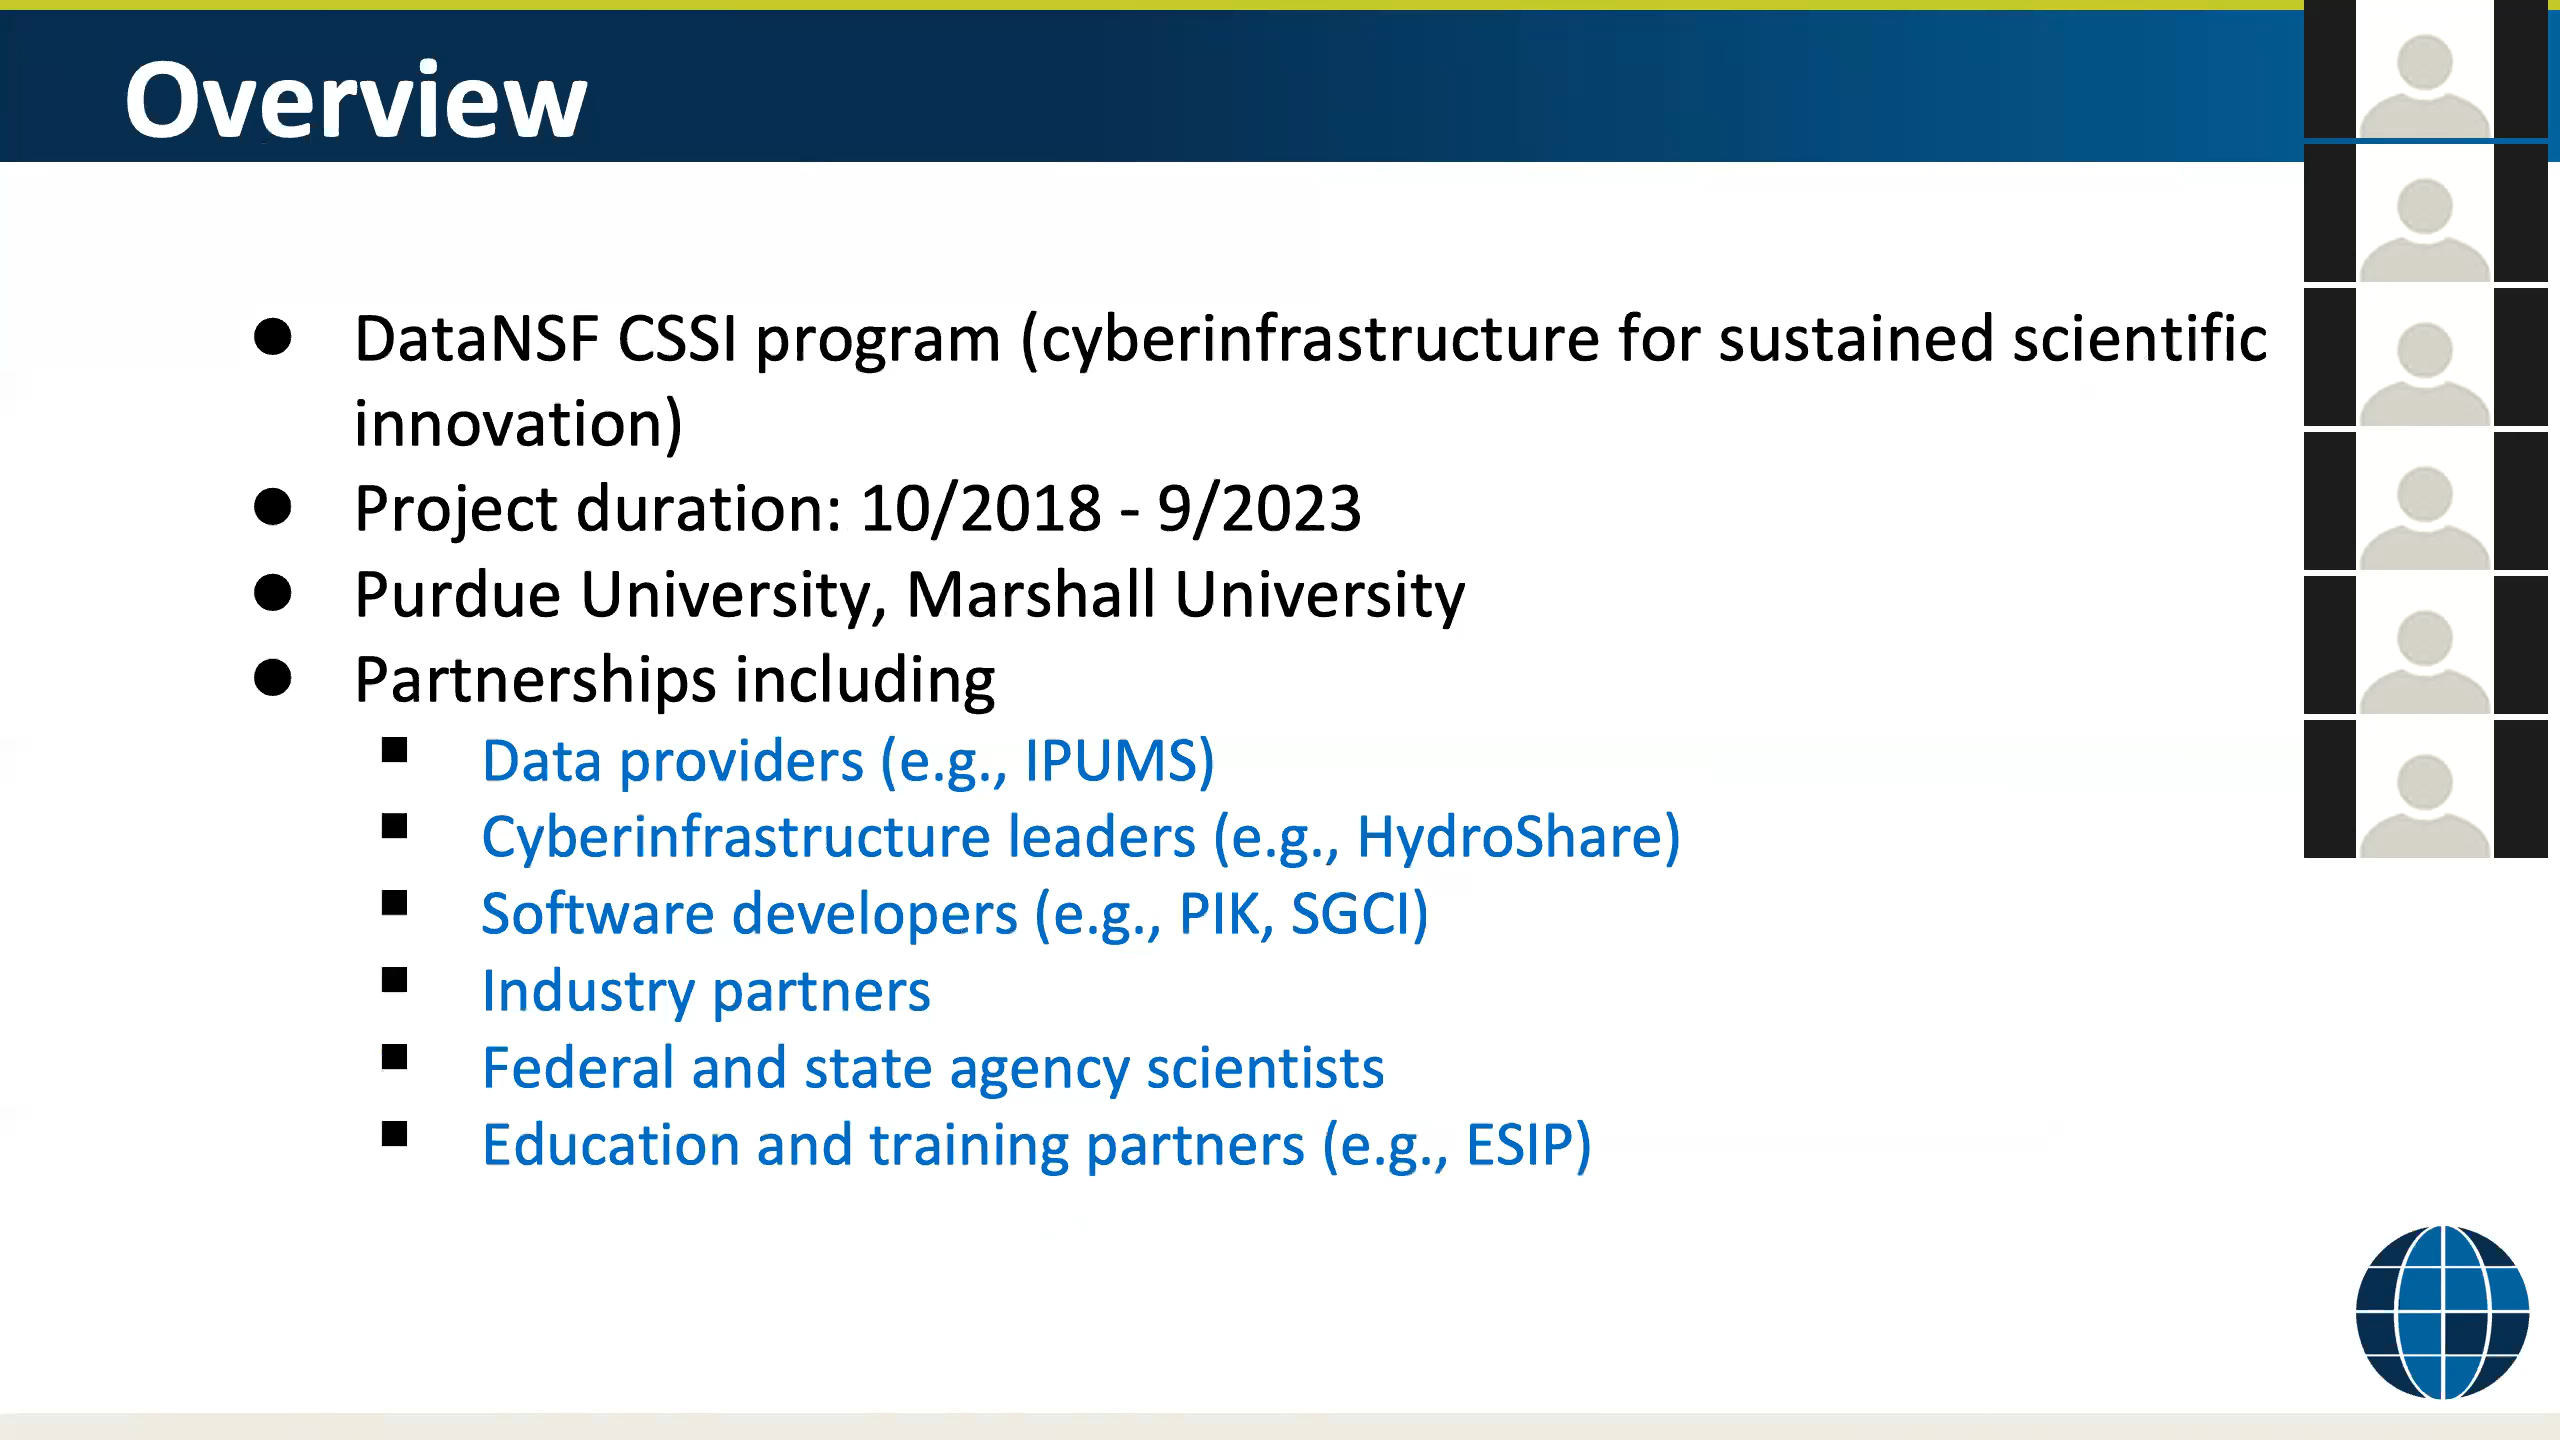 Overview
● DataNSF CSSI program (cyberinfrastructure for sustained scientific
innovation)
● Project duration: 10/2018 - 9/2023
● Purdue University, Marshall University
● Partnerships including
■ Data providers (e.g., IPUMS)
■ Cyberinfrastructure leaders (e.g., HydroShare)
■ Software developers (e.g., PIK, SGCI)
■ Industry partners
■ Federal and state agency scientists
■ Education and training partners (e.g., ESIP)